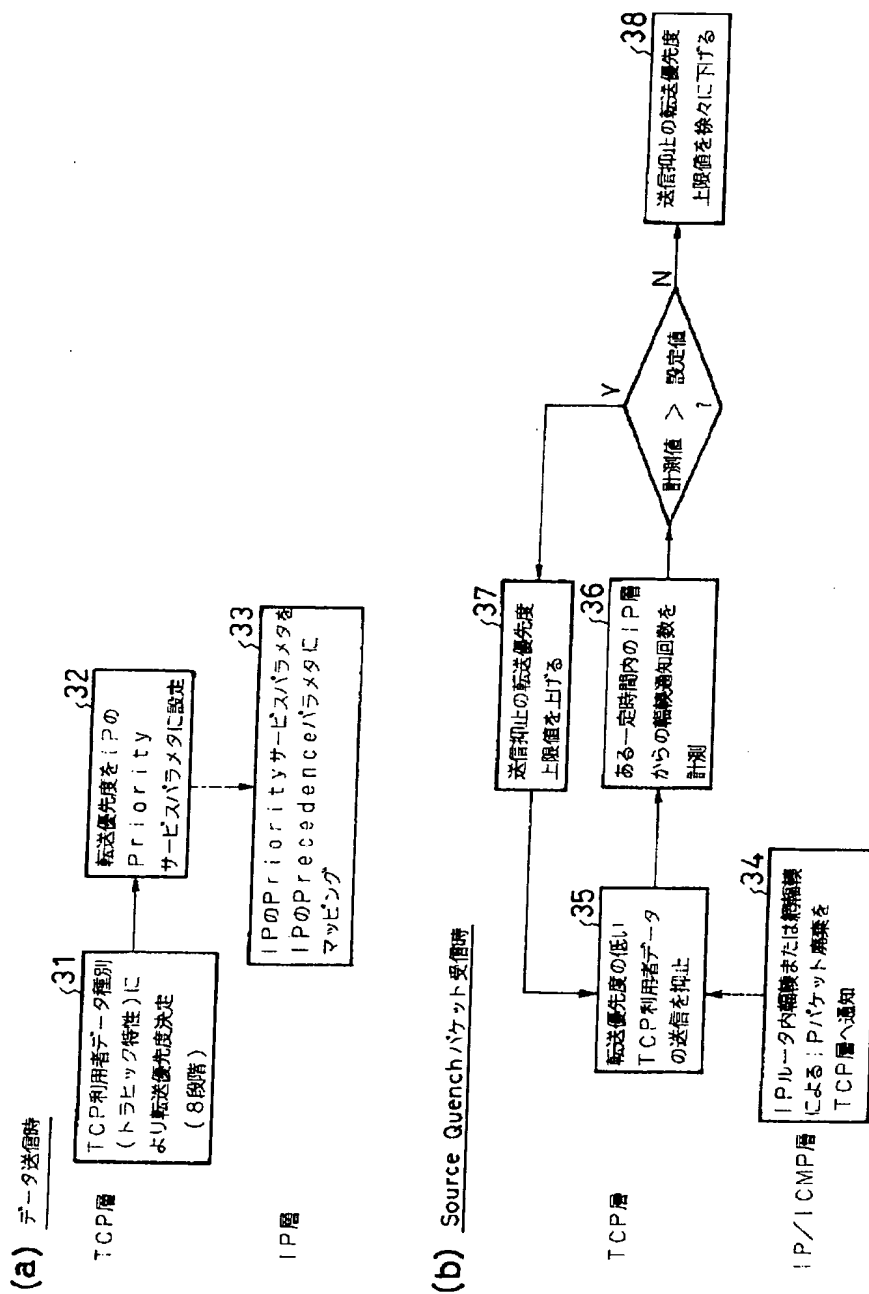 (a) データ送信時
TCP層
31
TCP利用者データ種別
(トラヒック特性)に
より転送優先度決定
(8段階)
32
転送優先度をIPの
Priority
サービスパラメタに設定
IP層
33
IPのPriorityサービスパラメタを
IPのPrecedenceパラメタに
マッピング
(b) Source Quenchパケット受信時
TCP層
35
転送優先度の低い
TCP利用者データ
の送信を抑止
37
送信抑止の転送優先度
上限値を上げる
36
ある一定時間内のIP層
からの輻輳通知回数を
計測
計測値 > 設定値
?
Y
N
38
送信抑止の転送優先度
上限値を徐々に下げる
IP/ICMP層
34
IPルータ内輻輳または網輻輳
によるIPパケット廃棄を
TCP層へ通知